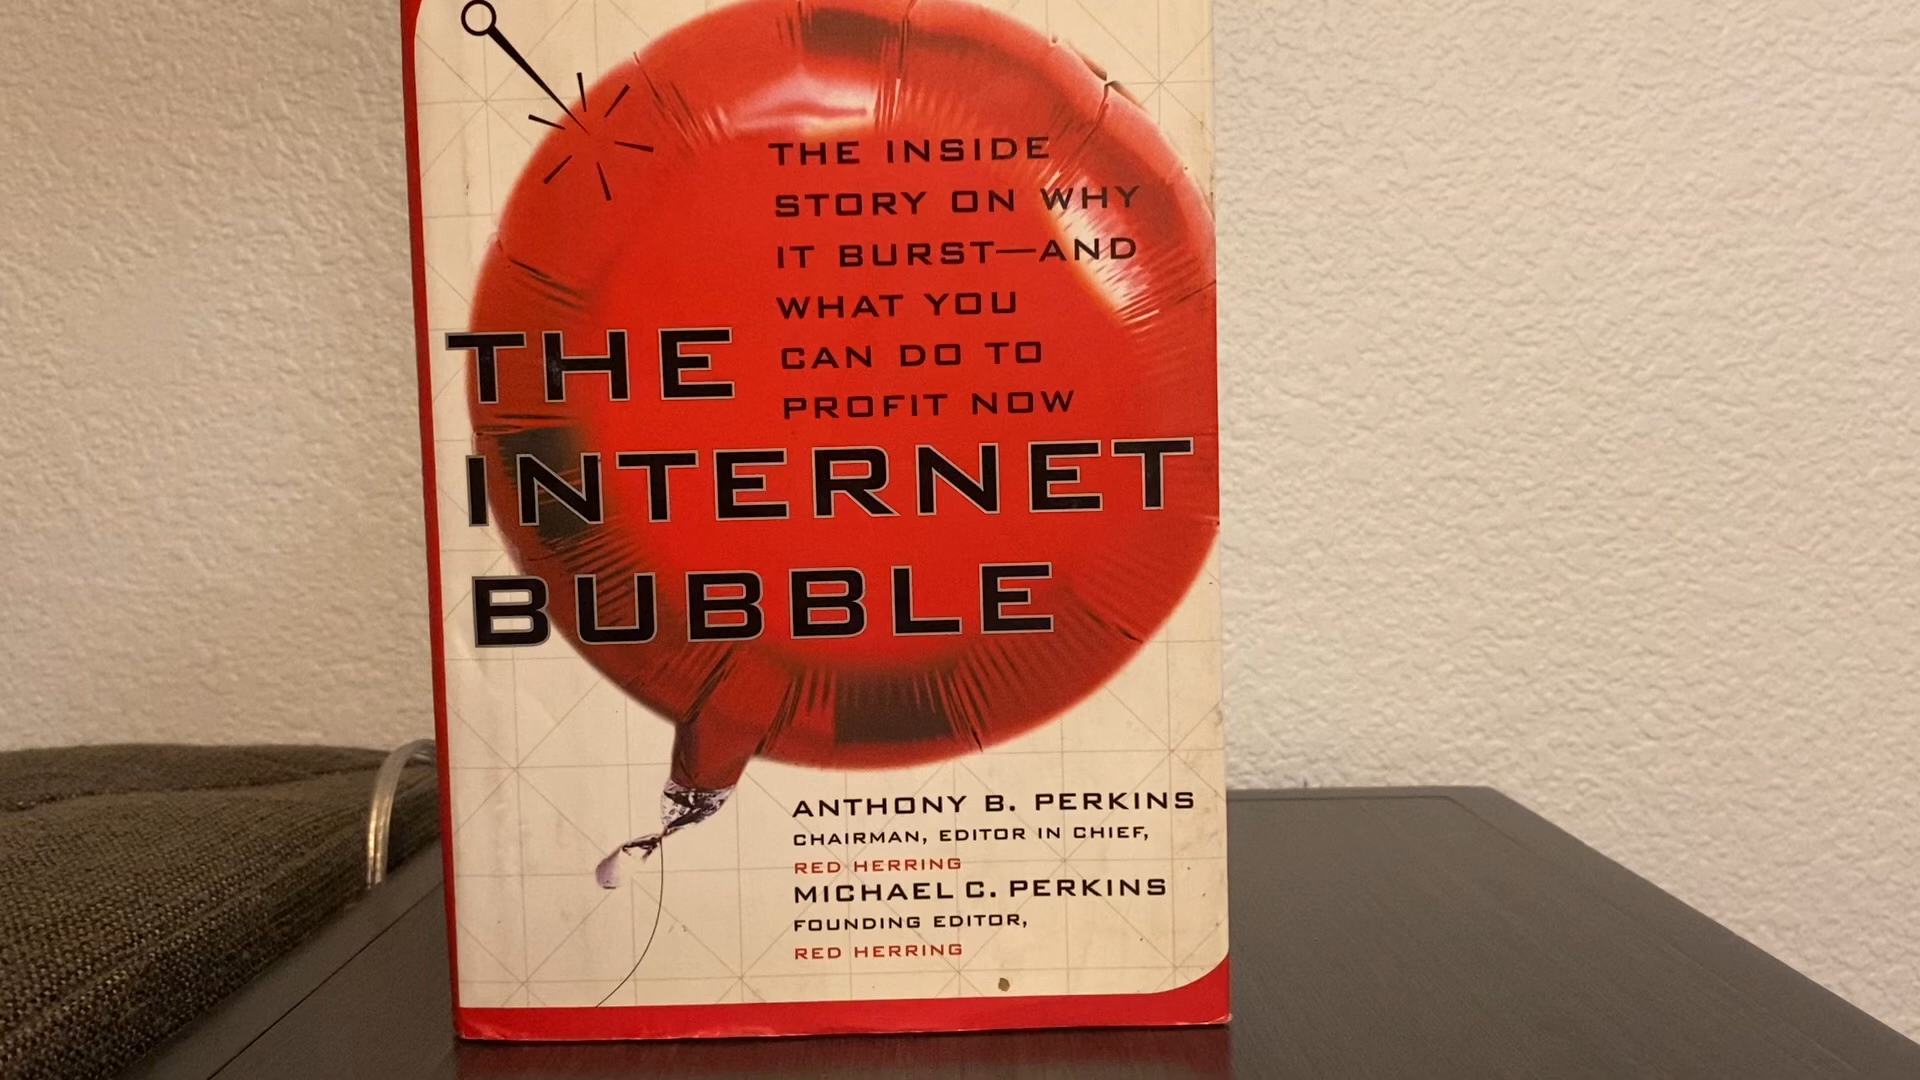 THE INSIDE
STORY ON WHY
IT BURST—AND
WHAT YOU
CAN DO TO
PROFIT NOW
THE
INTERNET
BUBBLE
ANTHONY B. PERKINS
CHAIRMAN, EDITOR IN CHIEF,
RED HERRING
MICHAEL C. PERKINS
FOUNDING EDITOR,
RED HERRING